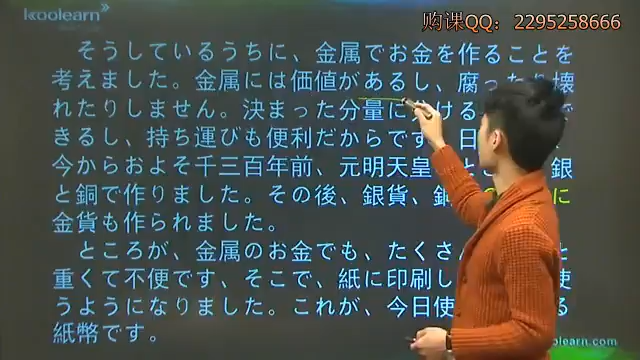 koolearn
购课QQ：2295258666
そうしているうちに、金属でお金を作ることを
考えました。金属には価値があるし、腐ったり壊
れたりしません。決まった分量に ける
きるし、持ち運びも便利だからです。日
今からおよそ千三百年前、元明天皇 と 銀
と銅で作りました。その後、銀貨、銅 に
金貨も作られました。
ところが、金属のお金でも、たくさ と
重くて不便です、そこで、紙に印刷し 使
うようになりました。これが、今日使 る
紙幣です。
olearn.com